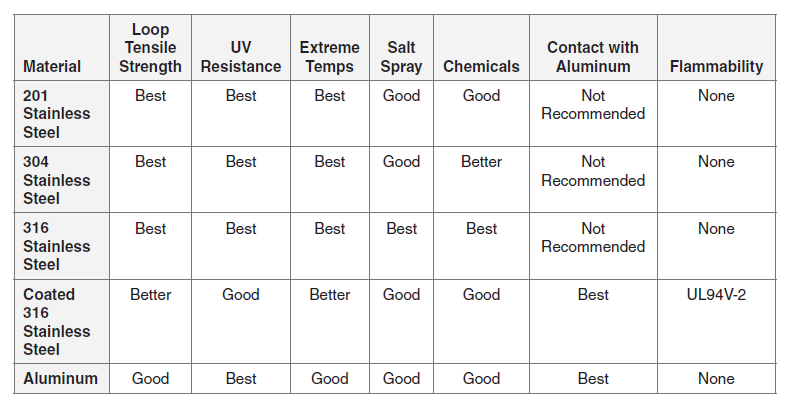 Material Loop Tensile Strength UV Resistance Extreme Temps Salt Spray Chemicals Contact with Aluminum Flammability
201 Stainless Steel Best Best Best Good Good Not Recommended None
304 Stainless Steel Best Best Best Good Better Not Recommended None
316 Stainless Steel Best Best Best Best Best Not Recommended None
Coated 316 Stainless Steel Better Good Better Good Good Best UL94V-2
Aluminum Good Best Good Good Good Best None